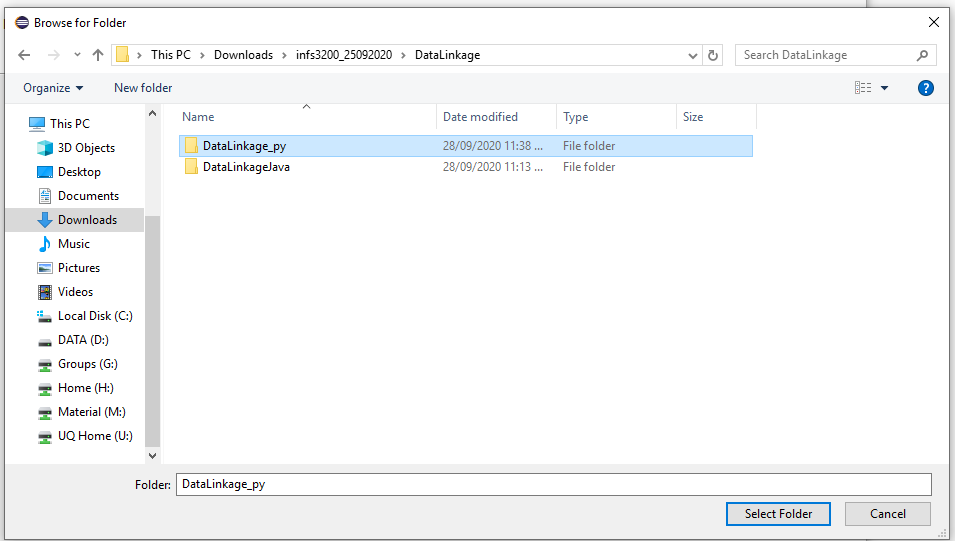 Browse for Folder
This PC > Downloads > infs3200_25092020 > DataLinkage
Search DataLinkage
Organize New folder
Name Date modified Type Size
DataLinkage_py 28/09/2020 11:38 ... File folder
DataLinkageJava 28/09/2020 11:13 ... File folder
This PC
3D Objects
Desktop
Documents
Downloads
Music
Pictures
Videos
Local Disk (C:)
DATA (D:)
Groups (G:)
Home (H:)
Material (M:)
UQ Home (U:)
Folder: DataLinkage_py
Select Folder Cancel